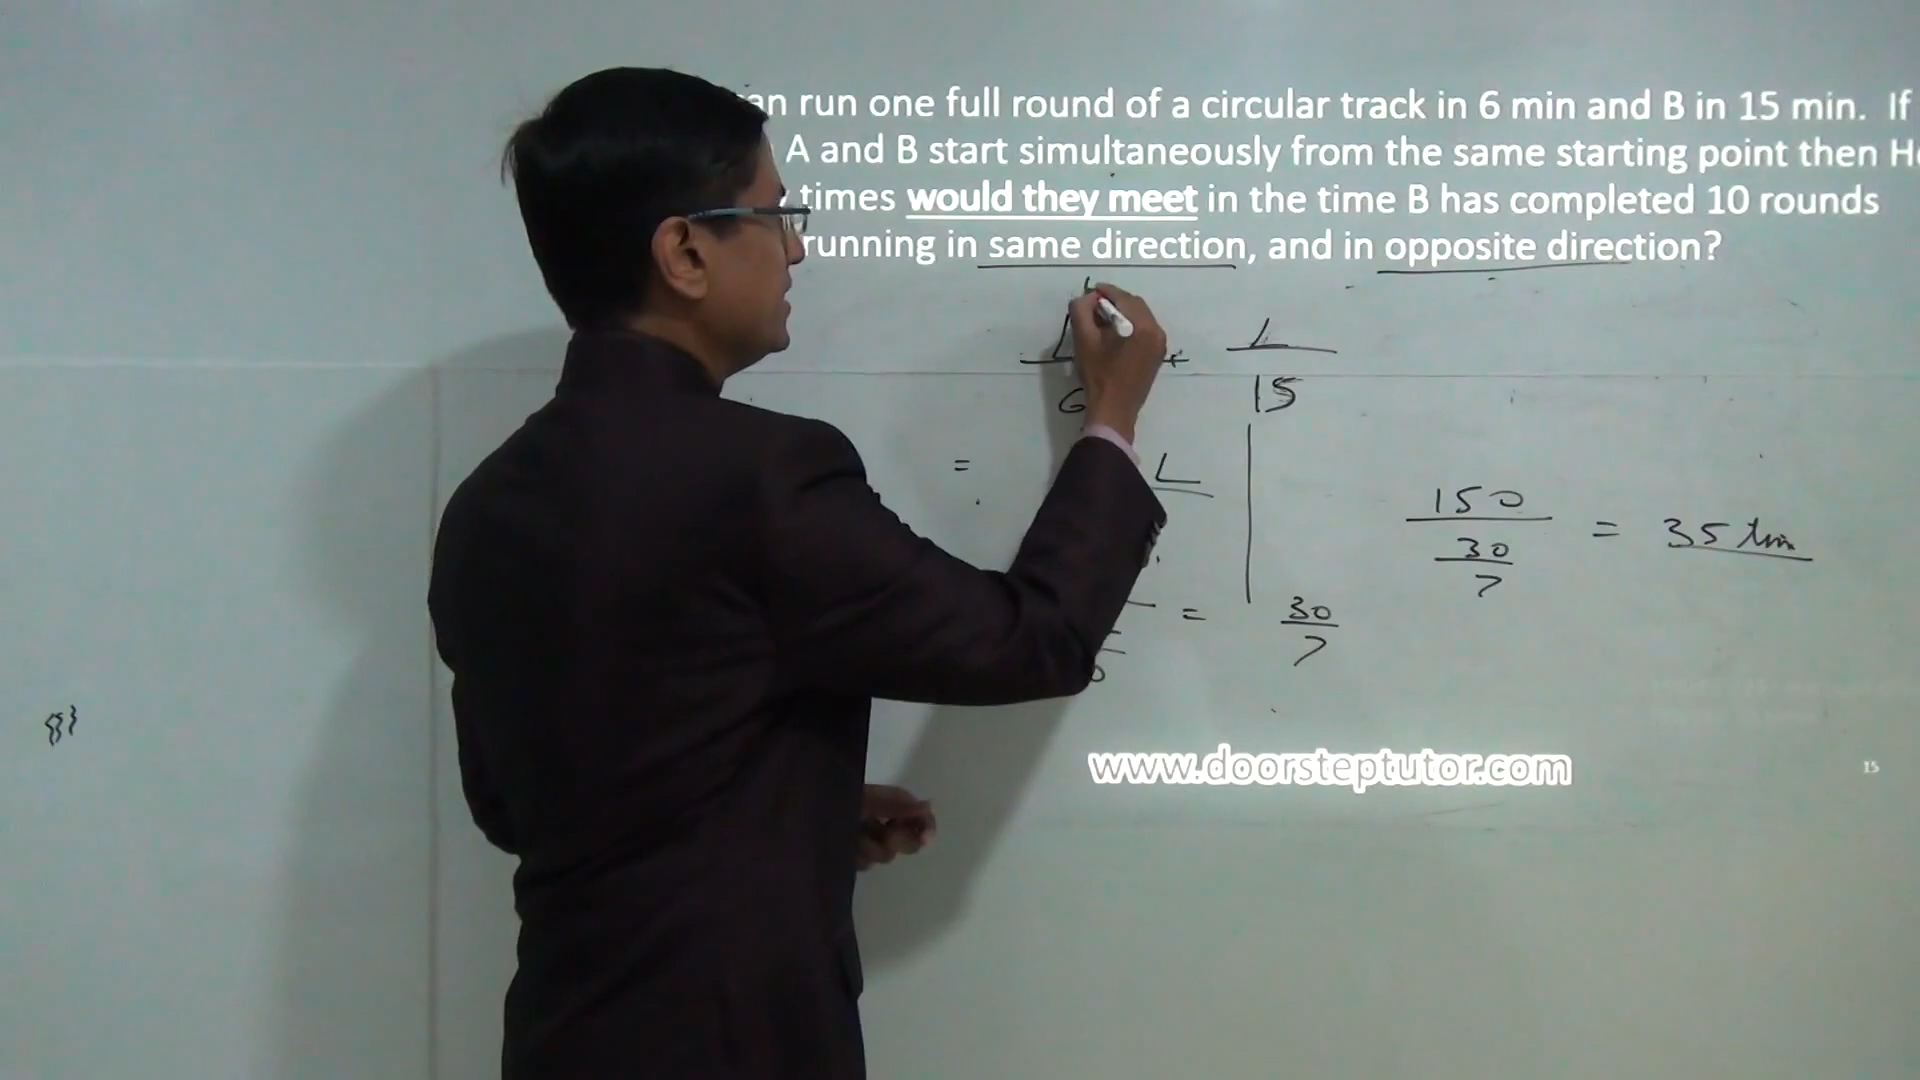 an run one full round of a circular track in 6 min and B in 15 min. If
A and B start simultaneously from the same starting point then H
times would they meet in the time B has completed 10 rounds
running in same direction, and in opposite direction?
L + L
6 15
= L
150
30
7
= 35 times
= 30
7
www.doorsteptutor.com
15